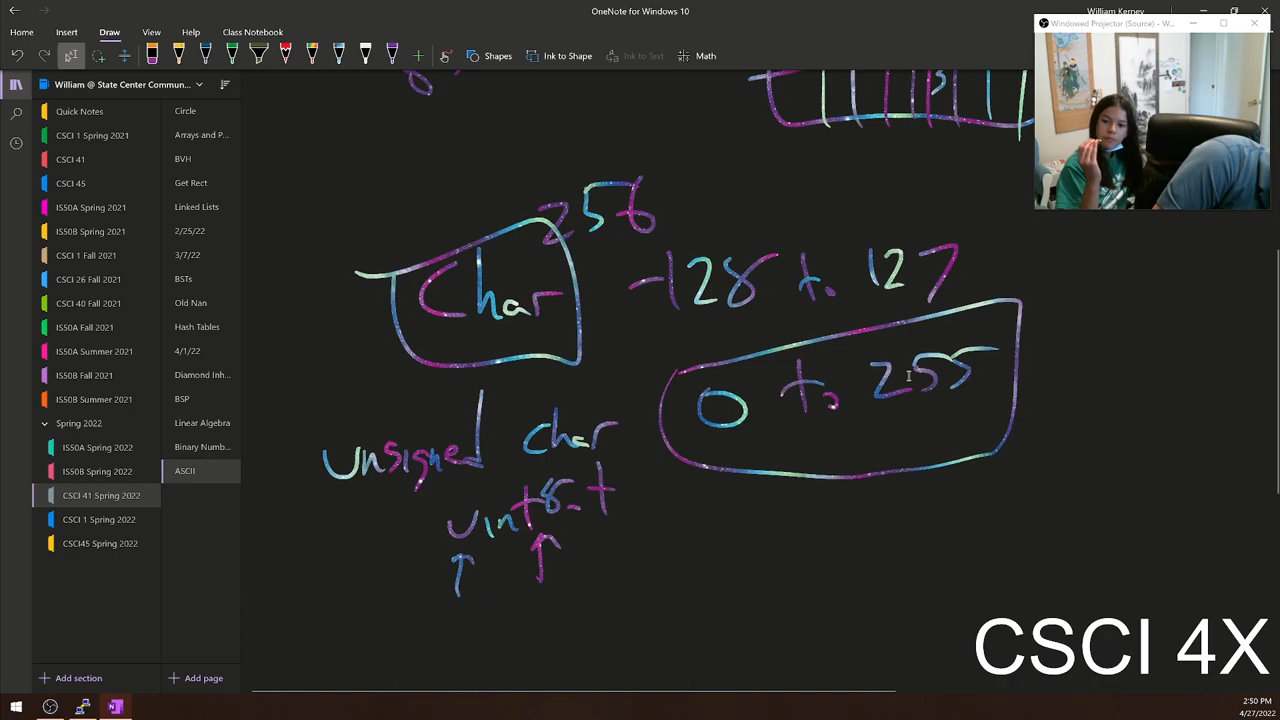 OneNote for Windows 10
William Kerney
Home Insert Draw View Help Class Notebook
Shapes Ink to Shape Ink to Text Math
Windowed Projector (Source) - W...
William @ State Center Commun...
Quick Notes
CSCI 1 Spring 2021
CSCI 41
CSCI 45
IS50A Spring 2021
IS50B Spring 2021
CSCI 1 Fall 2021
CSCI 26 Fall 2021
CSCI 40 Fall 2021
IS50A Fall 2021
IS50A Summer 2021
IS50B Fall 2021
IS50B Summer 2021
Spring 2022
IS50A Spring 2022
IS50B Spring 2022
CSCI 41 Spring 2022
CSCI 1 Spring 2022
CSCI45 Spring 2022
Add section
Circle
Arrays and P...
BVH
Get Rect
Linked Lists
2/25/22
3/7/22
BSTs
Old Nan
Hash Tables
4/1/22
Diamond Inh...
BSP
Linear Algebra
Binary Numb...
ASCII
Add page
256
Char -128 to 127
0 to 255
unsigned char
uint8_t
CSCI 4X
2:50 PM
4/27/2022